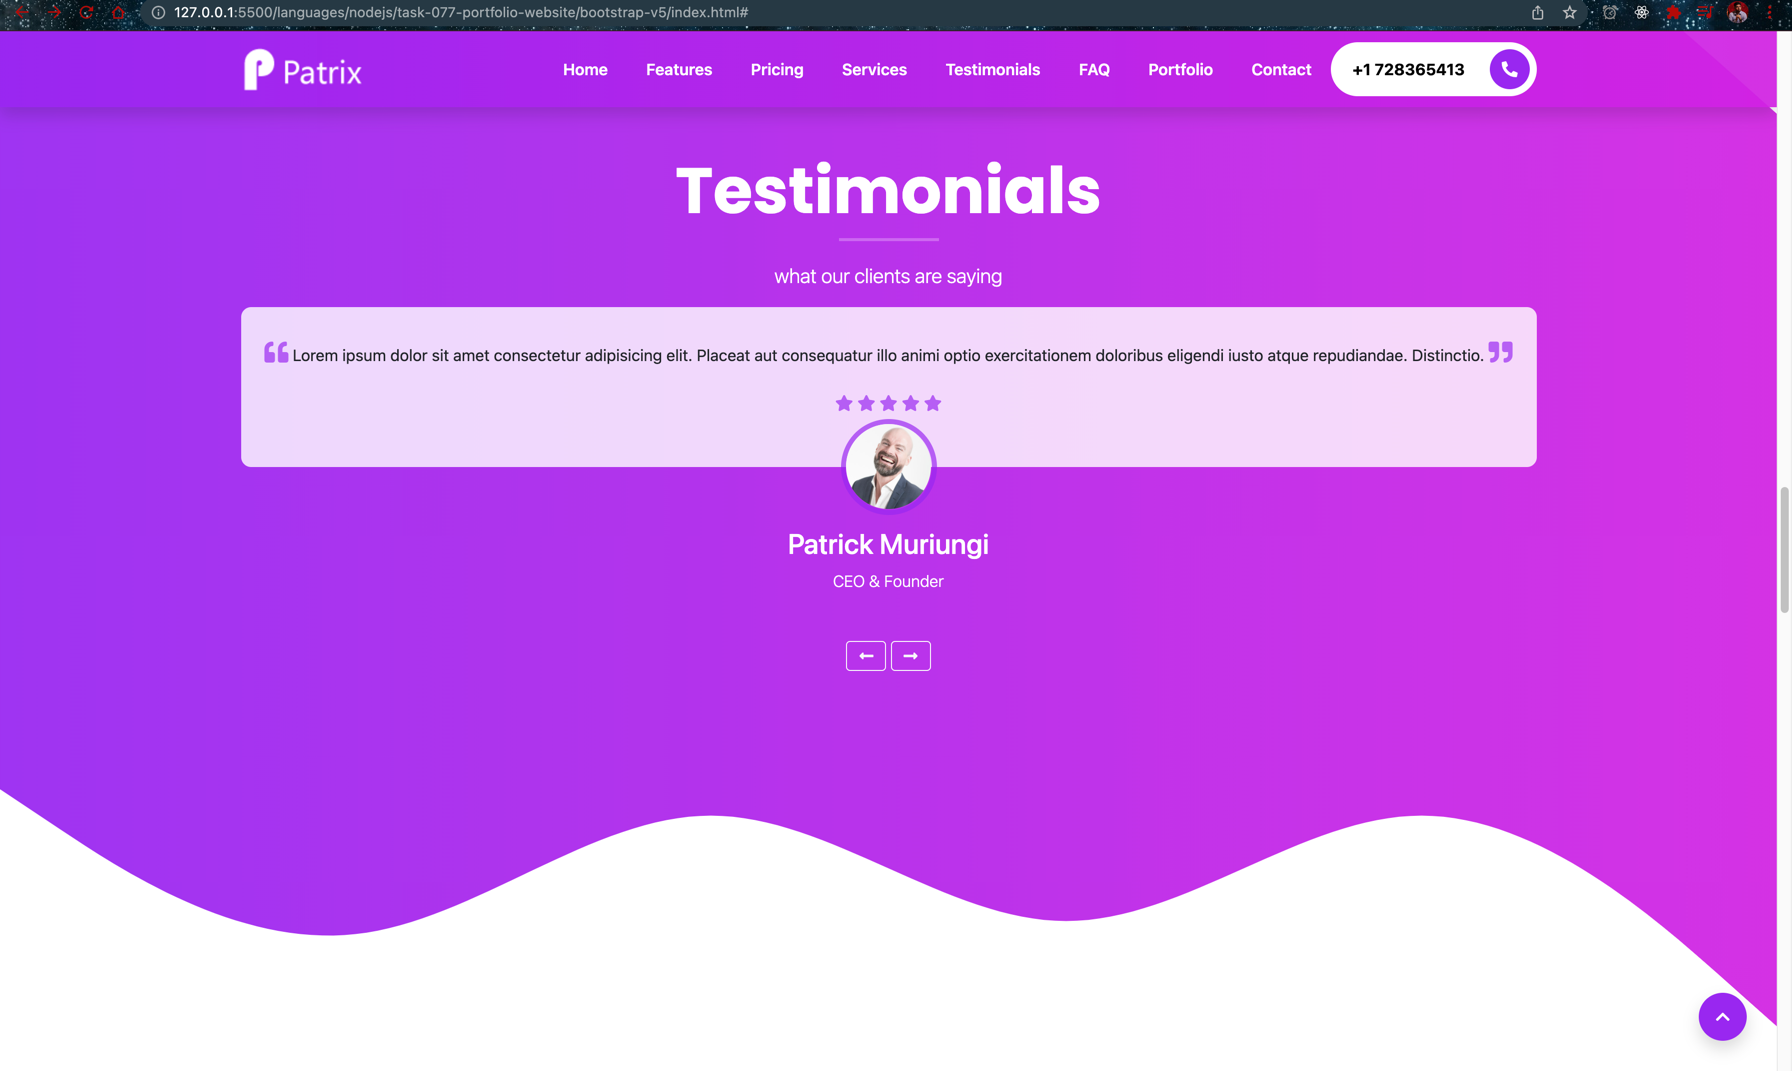 127.0.0.1:5500/languages/nodejs/task-077-portfolio-website/bootstrap-v5/index.html#
Patrix Home Features Pricing Services Testimonials FAQ Portfolio Contact +1 728365413
Testimonials
what our clients are saying
“ Lorem ipsum dolor sit amet consectetur adipisicing elit. Placeat aut consequatur illo animi optio exercitationem doloribus eligendi iusto atque repudiandae. Distinctio. ”
Patrick Muriungi
CEO & Founder